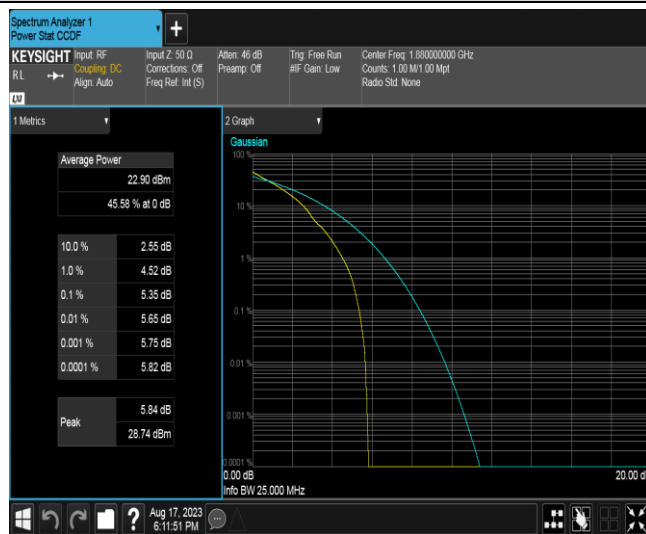 Spectrum Analyzer 1
Power Stat CCDF
+
KEYSIGHT
RL
Input: RF
Coupling: DC
Align: Auto
Input Z: 50 Ω
Corrections: Off
Freq Ref: Int (S)
Atten: 46 dB
Preamp: Off
Trig: Free Run
#IF Gain: Low
Center Freq: 1.880000000 GHz
Counts: 1.00 M/1.00 Mpt
Radio Std: None
1 Metrics
Average Power
22.90 dBm
45.58 % at 0 dB
10.0 % 2.55 dB
1.0 % 4.52 dB
0.1 % 5.35 dB
0.01 % 5.65 dB
0.001 % 5.75 dB
0.0001 % 5.82 dB
Peak
5.84 dB
28.74 dBm
2 Graph
Gaussian
100 %
10 %
1 %
0.1 %
0.01 %
0.001 %
0.0001 %
0.00 dB
20.00 d
Info BW 25.000 MHz
?
Aug 17, 2023
6:11:51 PM